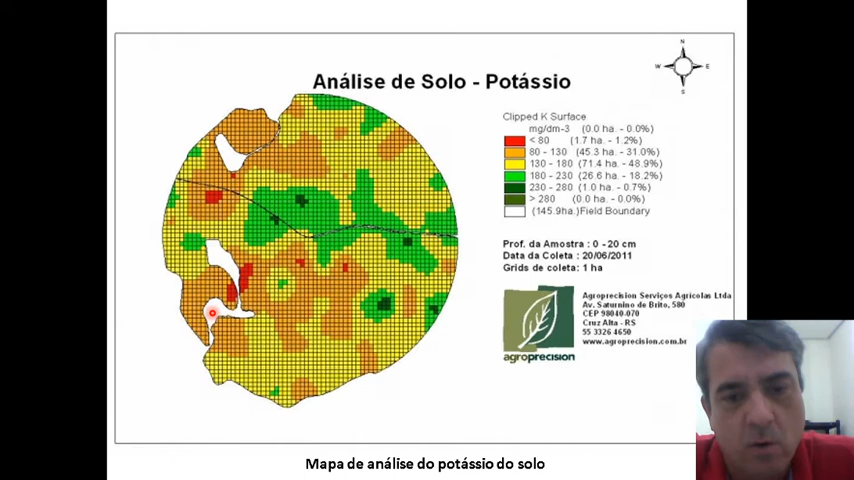 N
W E
S
Análise de Solo - Potássio
Clipped K Surface
mg/dm-3 (0.0 ha. - 0.0%)
< 80 (1.7 ha. - 1.2%)
80 - 130 (45.3 ha. - 31.0%)
130 - 180 (71.4 ha. - 48.9%)
180 - 230 (26.6 ha. - 18.2%)
230 - 280 (1.0 ha. - 0.7%)
> 280 (0.0 ha. - 0.0%)
(145.9ha.) Field Boundary
Prof. da Amostra : 0 - 20 cm
Data da Coleta : 20/06/2011
Grids de coleta: 1 ha
Agroprecision Serviços Agrícolas Ltda
Av. Saturnino de Brito, 580
CEP 98040-070
Cruz Alta - RS
55 3326 4650
www.agroprecision.com.br
agroprecision
Mapa de análise do potássio do solo